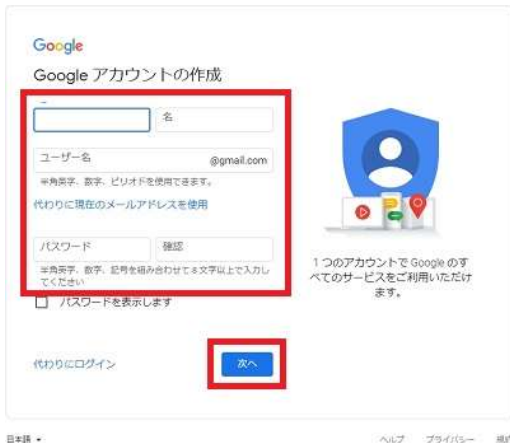 Google
Google アカウントの作成
名
ユーザー名
@gmail.com
半角英字、数字、ピリオドを使用できます。
代わりに現在のメールアドレスを使用
パスワード
確認
半角英字、数字、記号を組み合わせて 8 文字以上で入力し
てください
パスワードを表示します
1 つのアカウントで Google のす
べてのサービスをご利用いただけ
ます。
代わりにログイン
次へ
日本語
ヘルプ
プライバシー
規約